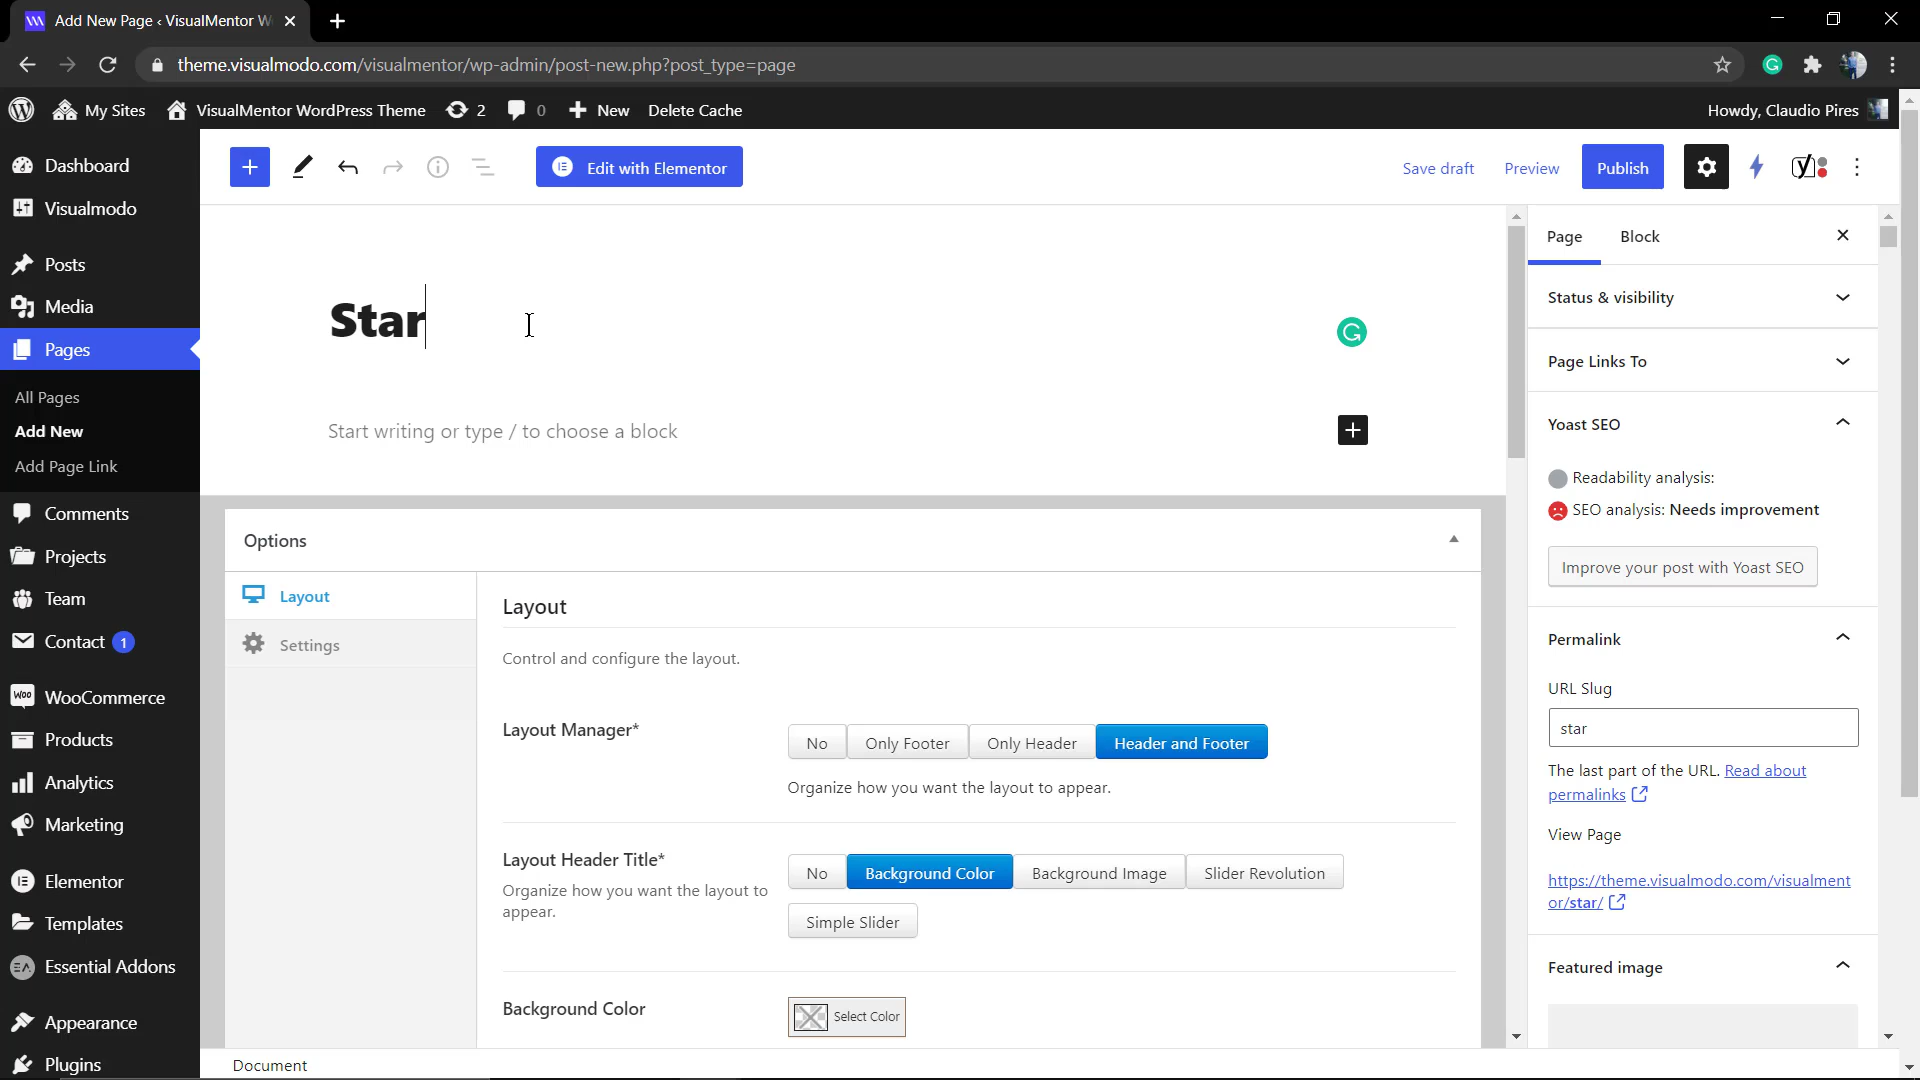 Add New Page ‹ VisualMentor W
theme.visualmodo.com/visualmentor/wp-admin/post-new.php?post_type=page
My Sites VisualMentor WordPress Theme 2 0 New Delete Cache Howdy, Claudio Pires
Dashboard
Visualmodo
Posts
Media
Pages
All Pages
Add New
Add Page Link
Comments
Projects
Team
Contact 1
WooCommerce
Products
Analytics
Marketing
Elementor
Templates
Essential Addons
Appearance
Plugins
Edit with Elementor Save draft Preview Publish
Star
Start writing or type / to choose a block
Options
Layout
Settings
Layout
Control and configure the layout.
Layout Manager*
No Only Footer Only Header Header and Footer
Organize how you want the layout to appear.
Layout Header Title*
Organize how you want the layout to
appear.
No Background Color Background Image Slider Revolution
Simple Slider
Background Color
Select Color
Document
Page Block
Status & visibility
Page Links To
Yoast SEO
Readability analysis:
SEO analysis: Needs improvement
Improve your post with Yoast SEO
Permalink
URL Slug
star
The last part of the URL. Read about
permalinks
View Page
https://theme.visualmodo.com/visualment
or/star/
Featured image